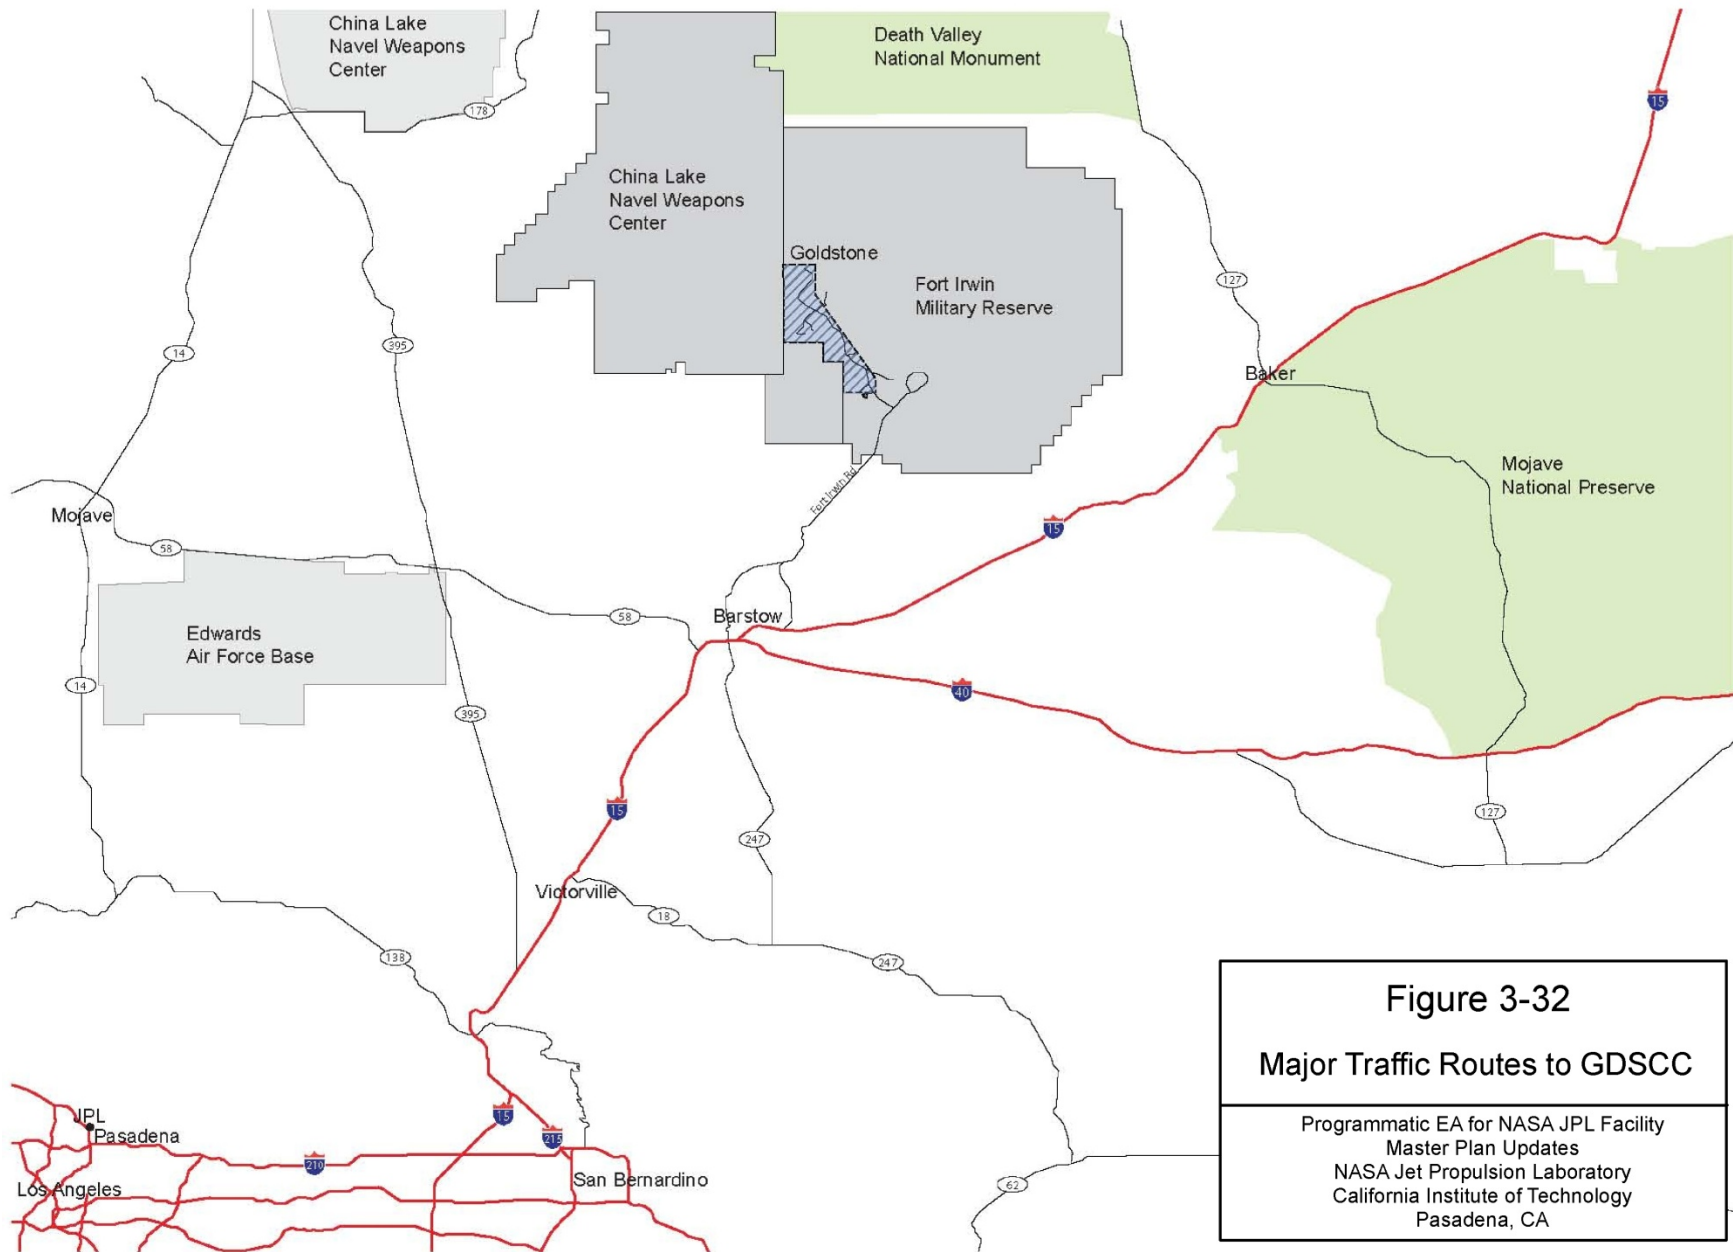 China Lake
Navel Weapons
Center
178
Death Valley
National Monument
15
China Lake
Navel Weapons
Center
Goldstone
Fort Irwin
Military Reserve
127
14
395
Baker
Mojave
National Preserve
Fort Irwin Rd
Mojave
15
58
58
Barstow
Edwards
Air Force Base
14
40
395
15
127
247
Victorville
18
138
247
Figure 3-32
Major Traffic Routes to GDSCC
Programmatic EA for NASA JPL Facility
Master Plan Updates
NASA Jet Propulsion Laboratory
California Institute of Technology
Pasadena, CA
JPL
Pasadena
15
215
210
Los Angeles
San Bernardino
62